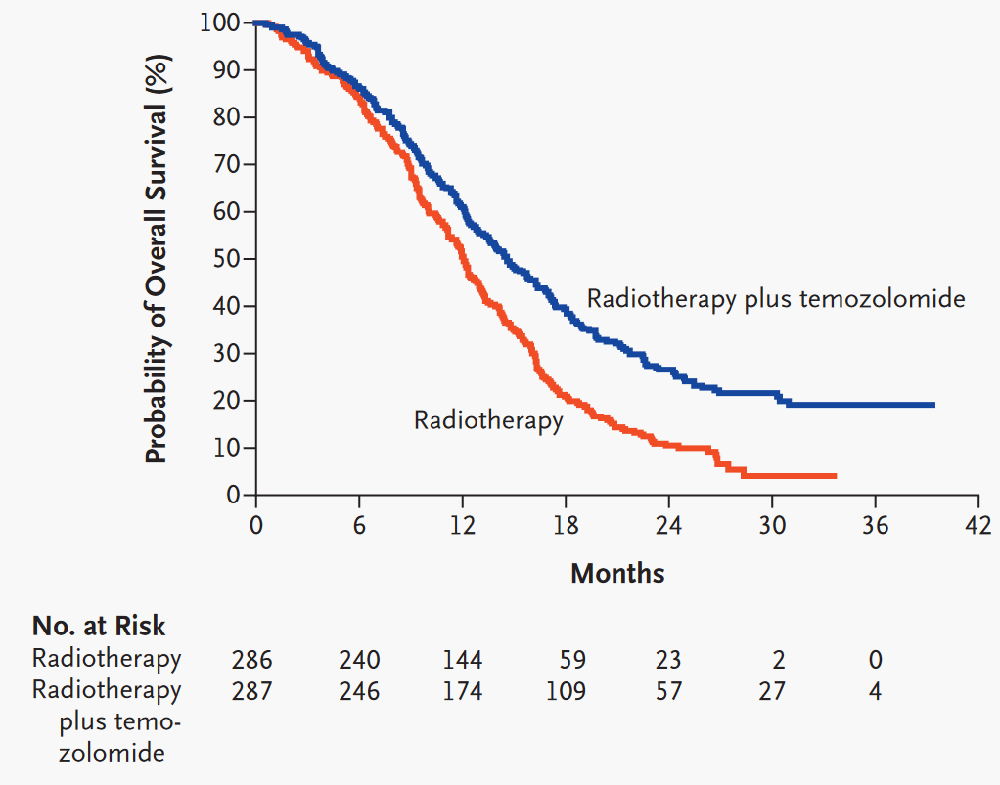 Probability of Overall Survival (%)
100
90
80
70
60
50
40
30
20
10
0
Radiotherapy plus temozolomide
Radiotherapy
0 6 12 18 24 30 36 42
Months
No. at Risk
Radiotherapy 286 240 144 59 23 2 0
Radiotherapy 287 246 174 109 57 27 4
plus temo-
zolomide